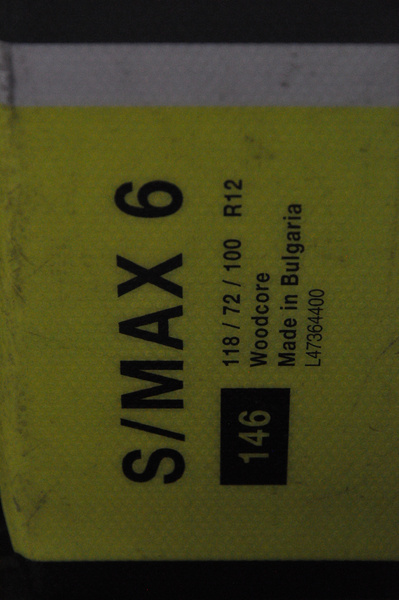 S/MAX 6
146
118 / 72 / 100 R12
Woodcore
Made in Bulgaria
L47364400